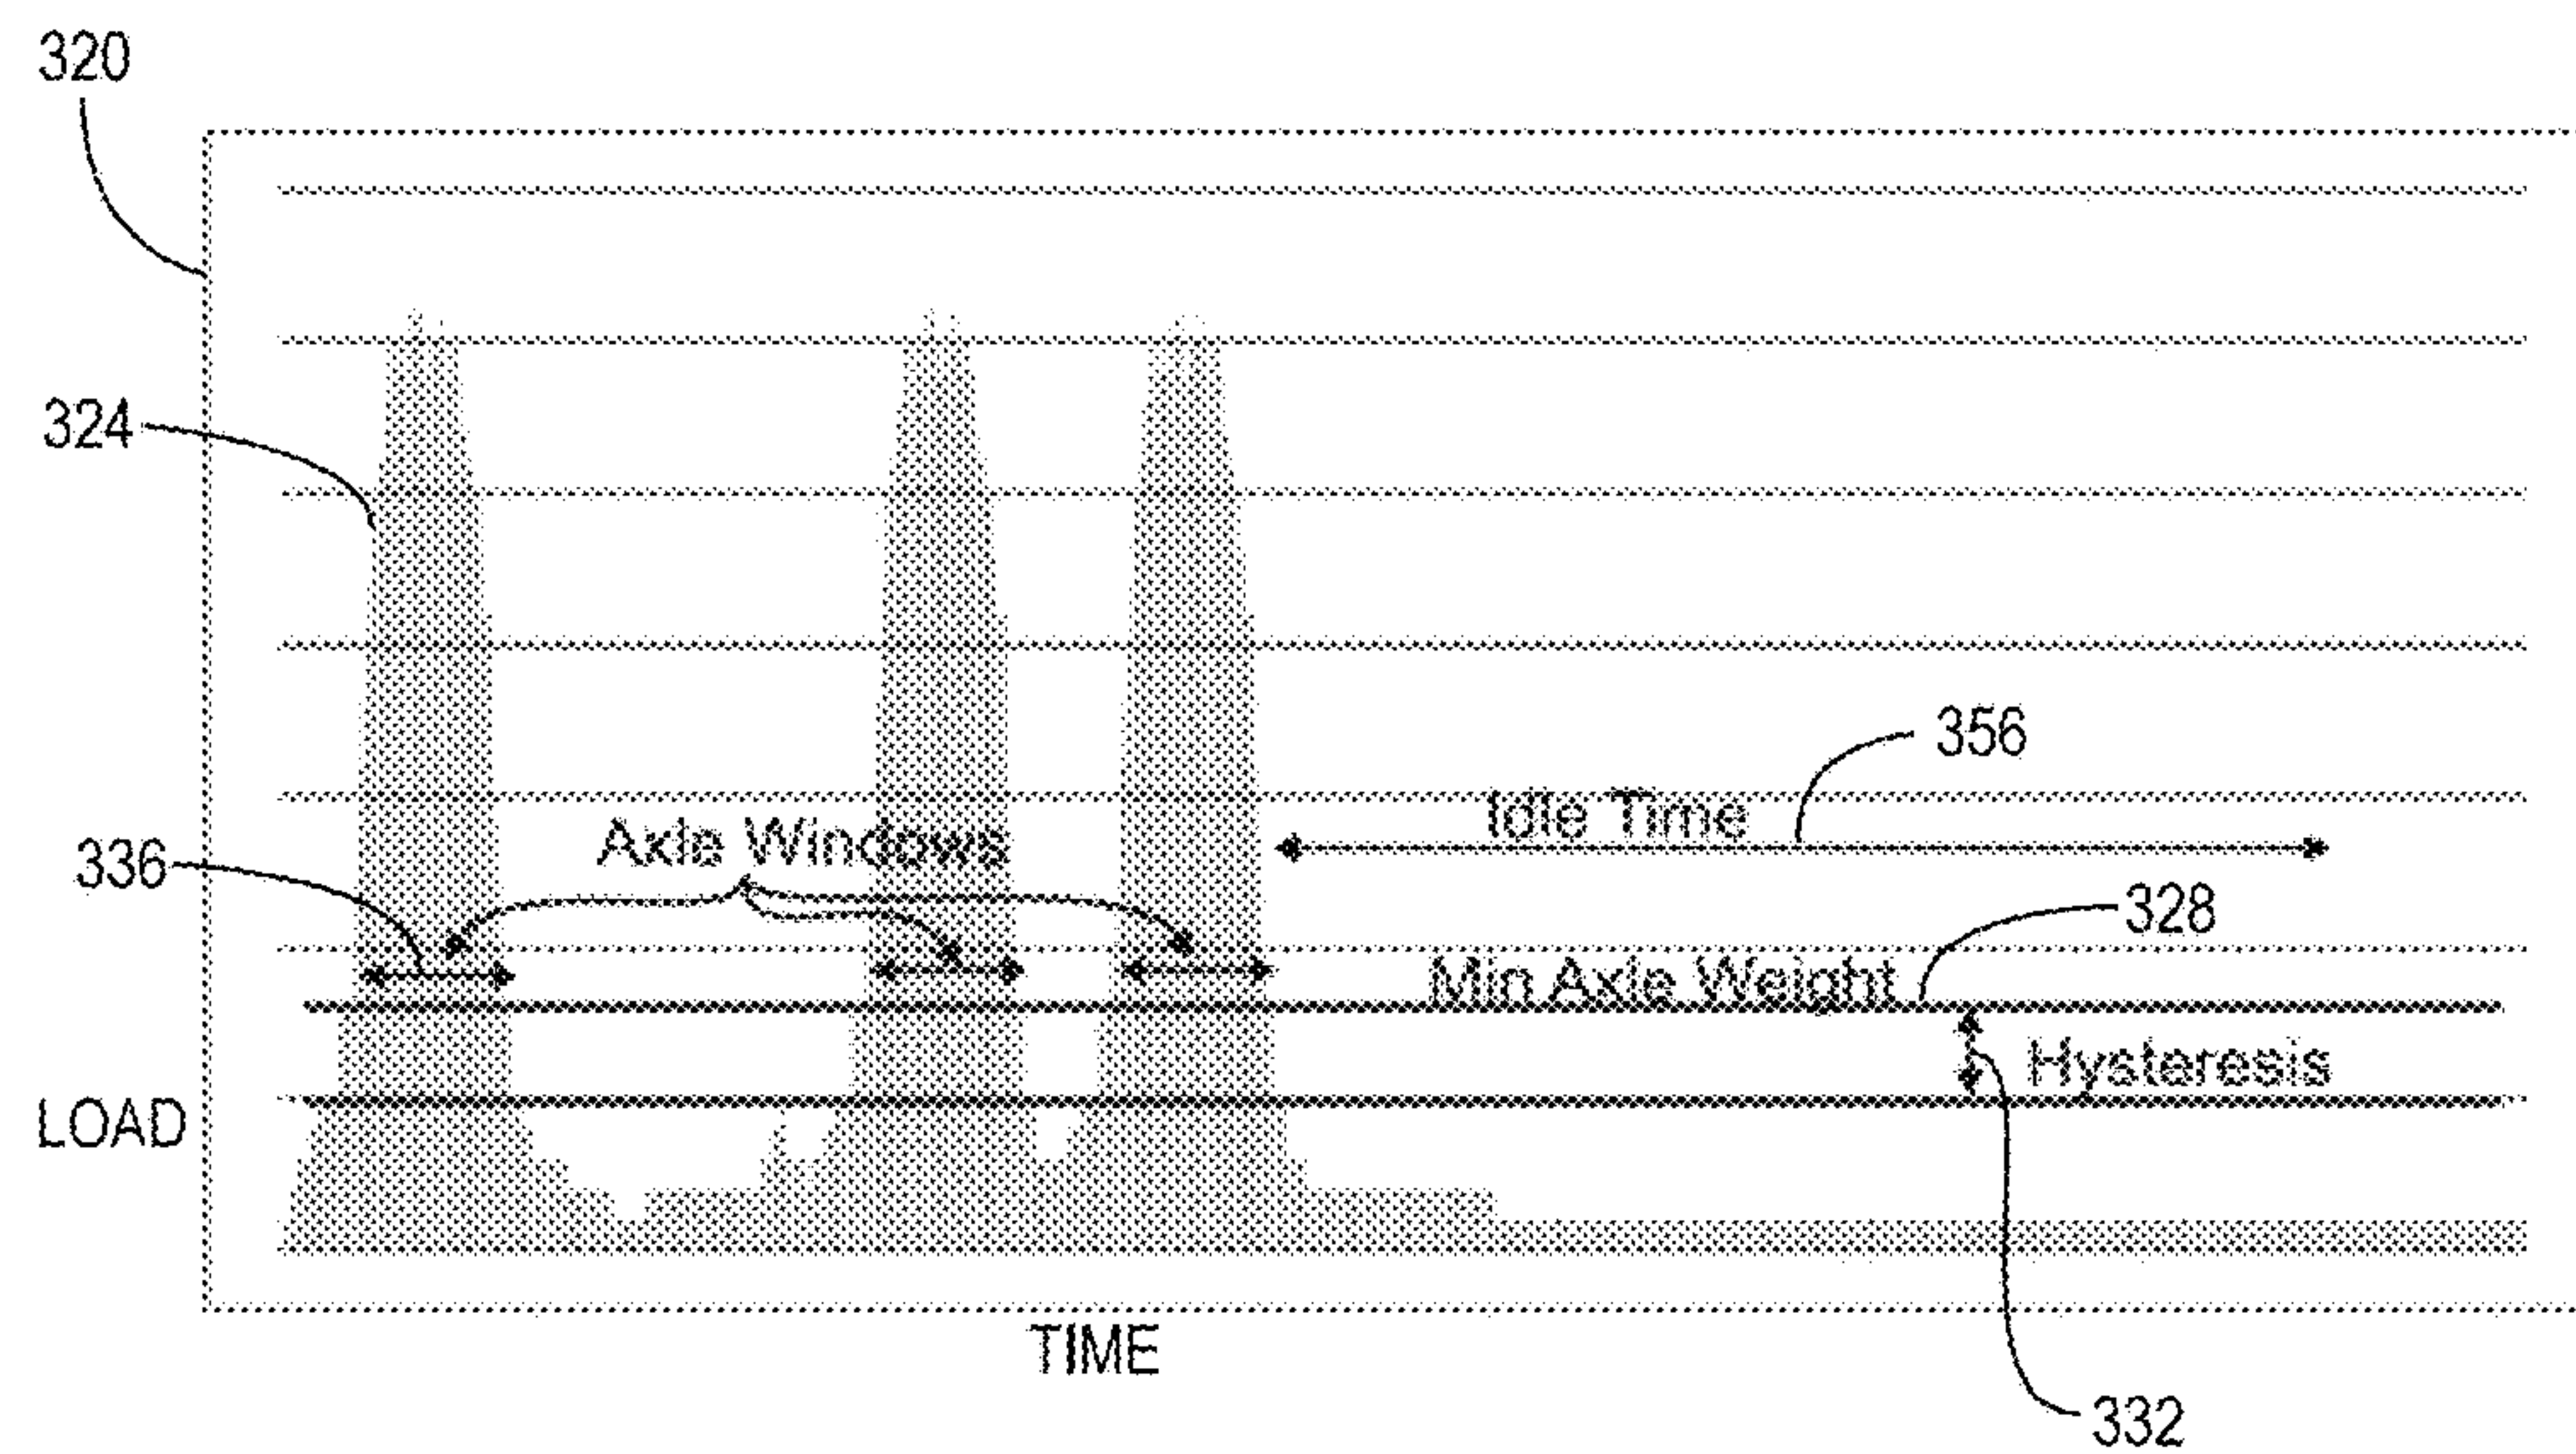 320
324
356
Idle Time
Axle Windows
336
328
Min Axle Weight
Hysteresis
LOAD
TIME
332